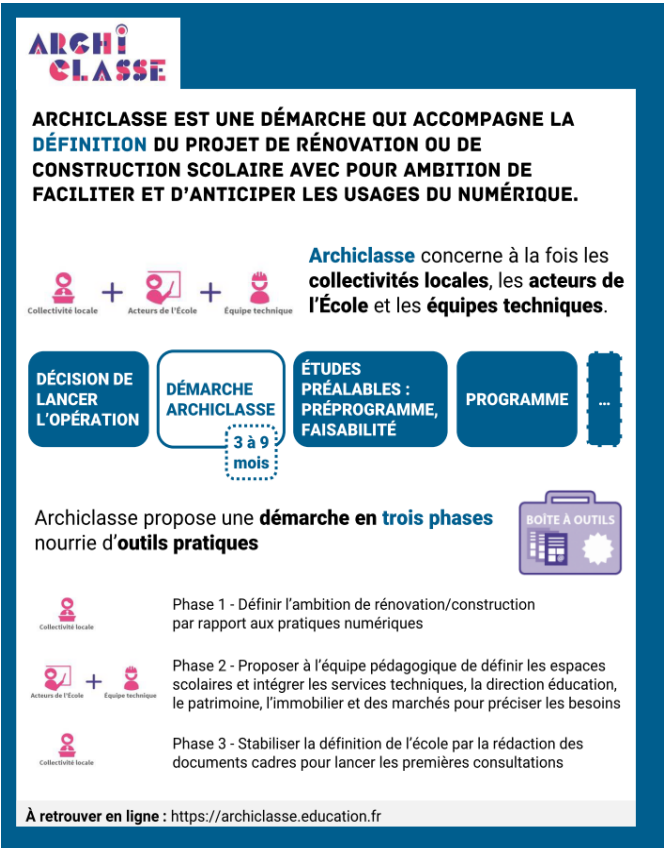 ARCHI
CLASSE
ARCHICLASSE EST UNE DÉMARCHE QUI ACCOMPAGNE LA
DÉFINITION DU PROJET DE RÉNOVATION OU DE
CONSTRUCTION SCOLAIRE AVEC POUR AMBITION DE
FACILITER ET D’ANTICIPER LES USAGES DU NUMÉRIQUE.
Archiclasse concerne à la fois les
collectivités locales, les acteurs de
l’École et les équipes techniques.
Collectivité locale
Acteurs de l’École
Équipe technique
DÉCISION DE
LANCER
L’OPÉRATION
DÉMARCHE
ARCHICLASSE
3 à 9
mois
ÉTUDES
PRÉALABLES :
PRÉPROGRAMME,
FAISABILITÉ
PROGRAMME
...
Archiclasse propose une démarche en trois phases
nourrie d’outils pratiques
BOÎTE À OUTILS
Collectivité locale
Phase 1 - Définir l’ambition de rénovation/construction
par rapport aux pratiques numériques
Acteurs de l’École
Équipe technique
Phase 2 - Proposer à l’équipe pédagogique de définir les espaces
scolaires et intégrer les services techniques, la direction éducation,
le patrimoine, l’immobilier et des marchés pour préciser les besoins
Collectivité locale
Phase 3 - Stabiliser la définition de l’école par la rédaction des
documents cadres pour lancer les premières consultations
À retrouver en ligne : https://archiclasse.education.fr